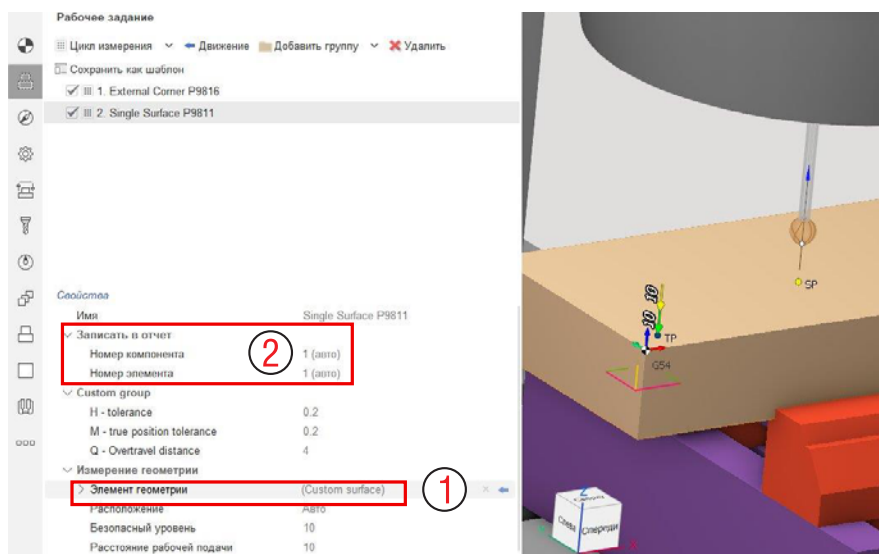 Рабочее задание
Цикл измерения Движение Добавить группу Удалить
Сохранить как шаблон
1. External Corner P9816
2. Single Surface P9811
Свойства
Имя Single Surface P9811
Записать в отчет
Номер компонента 1 (авто)
Номер элемента 1 (авто)
2
Custom group
H - tolerance 0.2
M - true position tolerance 0.2
Q - Overtravel distance 4
Измерение геометрии
Элемент геометрии (Custom surface)
1
Расположение Авто
Безопасный уровень 10
Расстояние рабочей подачи 10
SP
10
10
TP
G54
Z
Сверху
Слева Спереди
X